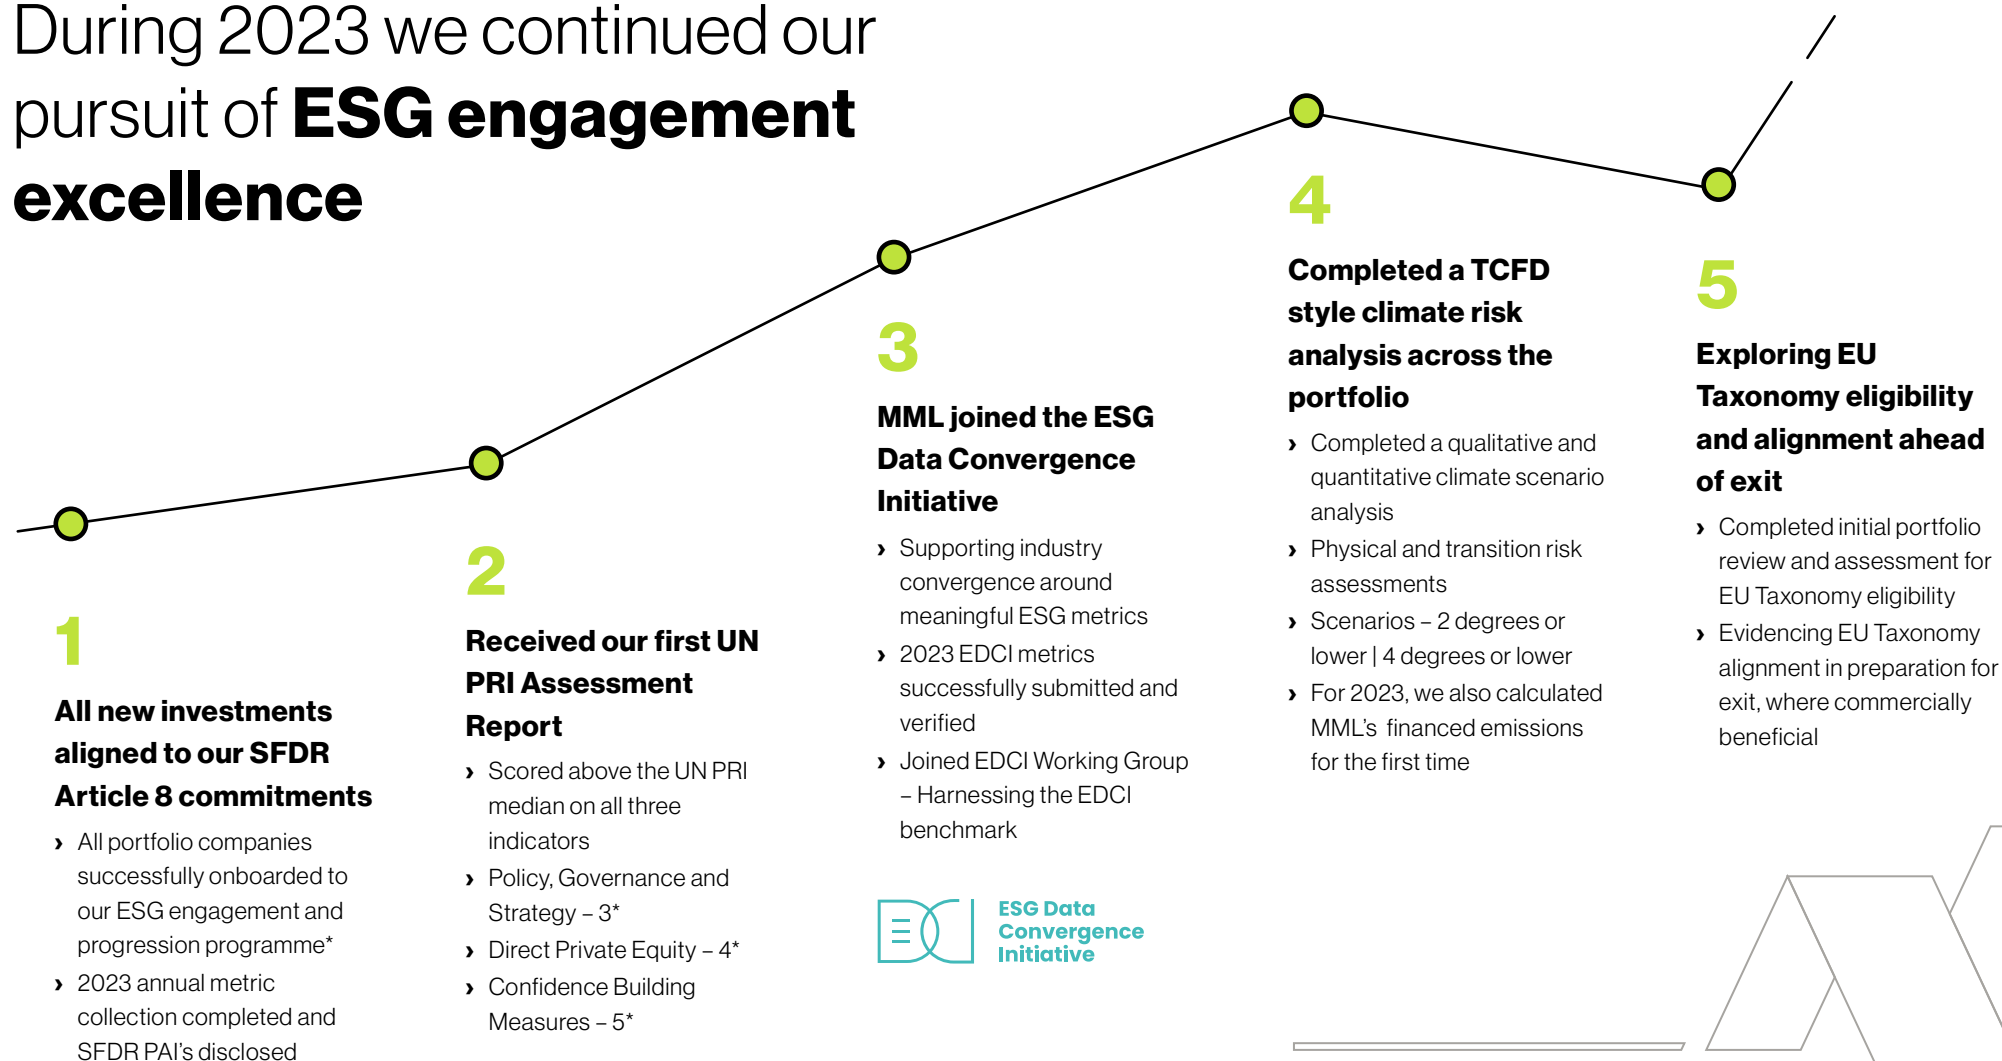 During 2023 we continued our
pursuit of ESG engagement
excellence
1
All new investments
aligned to our SFDR
Article 8 commitments
› All portfolio companies
successfully onboarded to
our ESG engagement and
progression programme*
› 2023 annual metric
collection completed and
SFDR PAI's disclosed
2
Received our first UN
PRI Assessment
Report
› Scored above the UN PRI
median on all three
indicators
› Policy, Governance and
Strategy – 3*
› Direct Private Equity – 4*
› Confidence Building
Measures – 5*
3
MML joined the ESG
Data Convergence
Initiative
› Supporting industry
convergence around
meaningful ESG metrics
› 2023 EDCI metrics
successfully submitted and
verified
› Joined EDCI Working Group
– Harnessing the EDCI
benchmark
EDCI
ESG Data
Convergence
Initiative
4
Completed a TCFD
style climate risk
analysis across the
portfolio
› Completed a qualitative and
quantitative climate scenario
analysis
› Physical and transition risk
assessments
› Scenarios – 2 degrees or
lower | 4 degrees or lower
› For 2023, we also calculated
MML's  financed emissions
for the first time
5
Exploring EU
Taxonomy eligibility
and alignment ahead
of exit
› Completed initial portfolio
review and assessment for
EU Taxonomy eligibility
› Evidencing EU Taxonomy
alignment in preparation for
exit, where commercially
beneficial